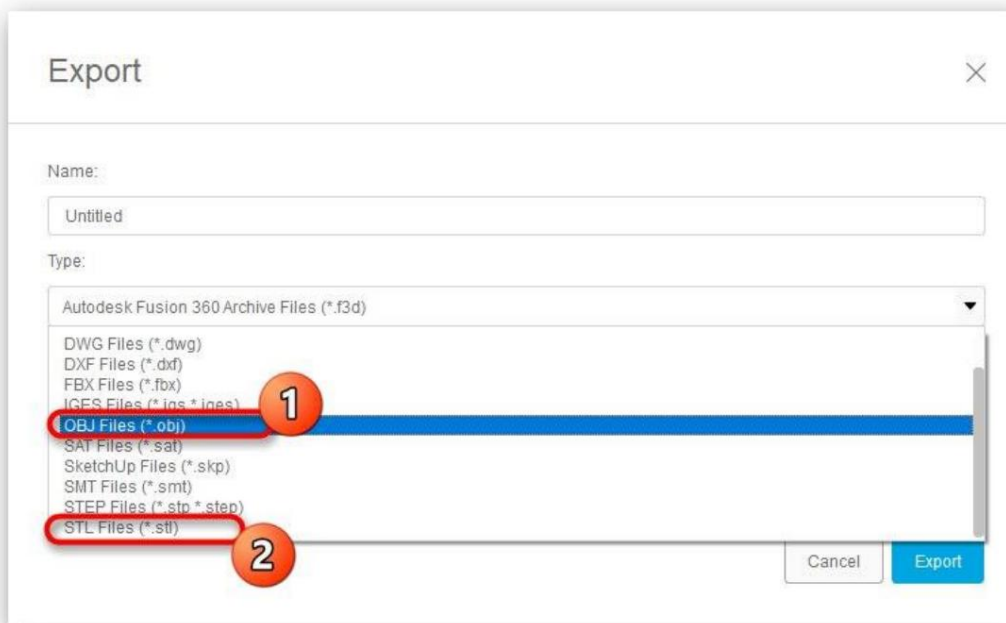 Export
Name:
Untitled
Type:
Autodesk Fusion 360 Archive Files (*.f3d)
DWG Files (*.dwg)
DXF Files (*.dxf)
FBX Files (*.fbx)
IGES Files (*.igs *.iges)
1
OBJ Files (*.obj)
SAT Files (*.sat)
SketchUp Files (*.skp)
SMT Files (*.smt)
STEP Files (*.stp *.step)
STL Files (*.stl)
2
Cancel
Export